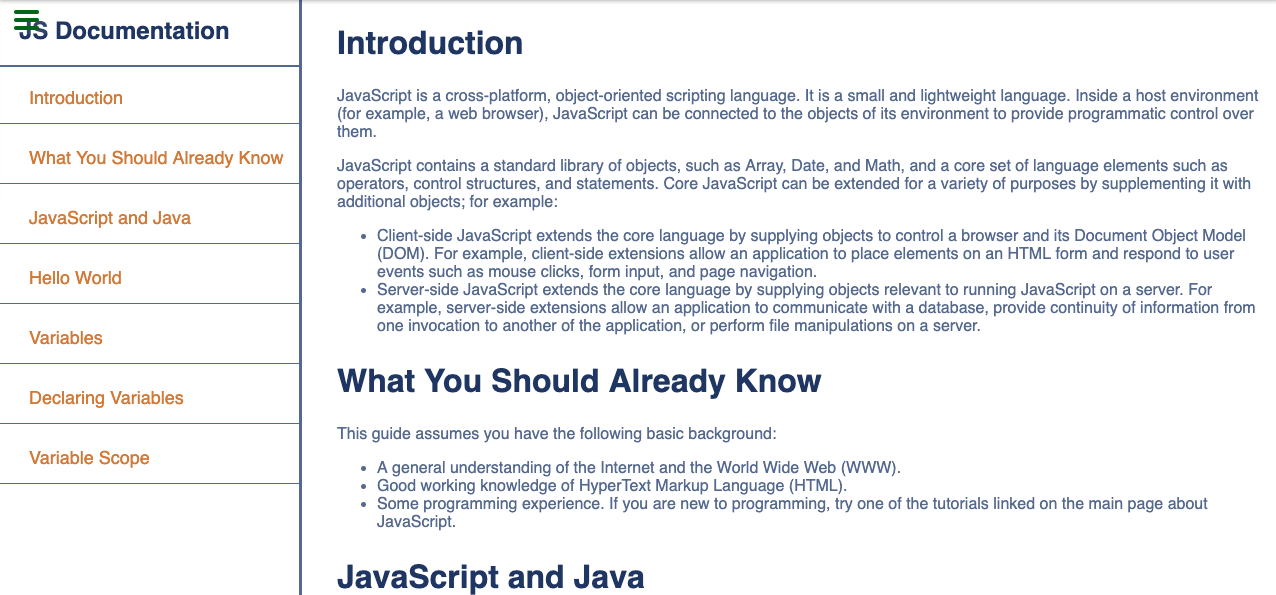 JS Documentation
Introduction
What You Should Already Know
JavaScript and Java
Hello World
Variables
Declaring Variables
Variable Scope
Introduction
JavaScript is a cross-platform, object-oriented scripting language. It is a small and lightweight language. Inside a host environment
(for example, a web browser), JavaScript can be connected to the objects of its environment to provide programmatic control over
them.
JavaScript contains a standard library of objects, such as Array, Date, and Math, and a core set of language elements such as
operators, control structures, and statements. Core JavaScript can be extended for a variety of purposes by supplementing it with
additional objects; for example:
• Client-side JavaScript extends the core language by supplying objects to control a browser and its Document Object Model
(DOM). For example, client-side extensions allow an application to place elements on an HTML form and respond to user
events such as mouse clicks, form input, and page navigation.
• Server-side JavaScript extends the core language by supplying objects relevant to running JavaScript on a server. For
example, server-side extensions allow an application to communicate with a database, provide continuity of information from
one invocation to another of the application, or perform file manipulations on a server.
What You Should Already Know
This guide assumes you have the following basic background:
• A general understanding of the Internet and the World Wide Web (WWW).
• Good working knowledge of HyperText Markup Language (HTML).
• Some programming experience. If you are new to programming, try one of the tutorials linked on the main page about
JavaScript.
JavaScript and Java